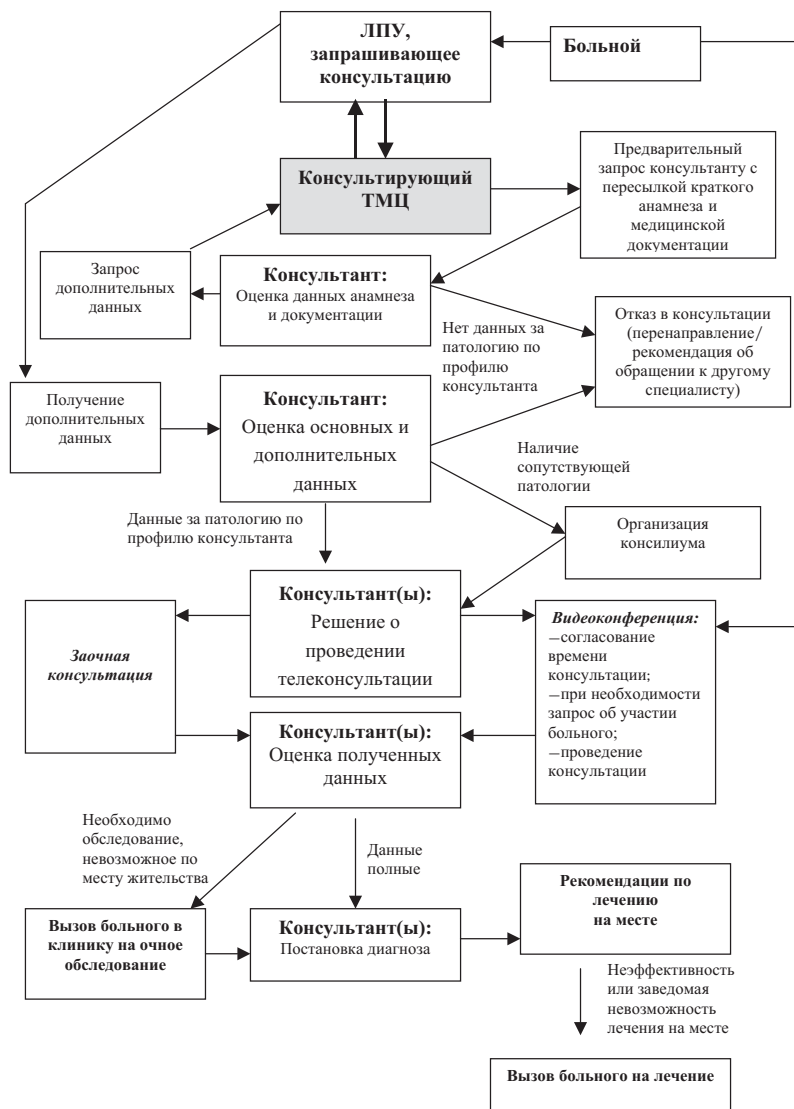 ЛПУ,
запрашивающее
консультацию
Больной
Консультирующий
ТМЦ
Предварительный
запрос консультанту с
пересылкой краткого
анамнеза и
медицинской
документации
Запрос
дополнительных
данных
Консультант:
Оценка данных анамнеза
и документации
Нет данных за
патологию по
профилю
консультанта
Отказ в консультации
(перенаправление/
рекомендация об
обращении к другому
специалисту)
Получение
дополнительных
данных
Консультант:
Оценка основных и
дополнительных
данных
Наличие
сопутствующей
патологии
Данные за патологию по
профилю консультанта
Организация
консилиума
Консультант(ы):
Решение о
проведении
телеконсультации
Заочная
консультация
Видеоконференция:
–согласование
времени
консультации;
–при необходимости
запрос об участии
больного;
–проведение
консультации
Консультант(ы):
Оценка полученных
данных
Необходимо
обследование,
невозможное по
месту жительства
Данные
полные
Вызов больного в
клинику на очное
обследование
Консультант(ы):
Постановка диагноза
Рекомендации по
лечению
на месте
Неэффективность
или заведомая
невозможность
лечения на месте
Вызов больного на лечение